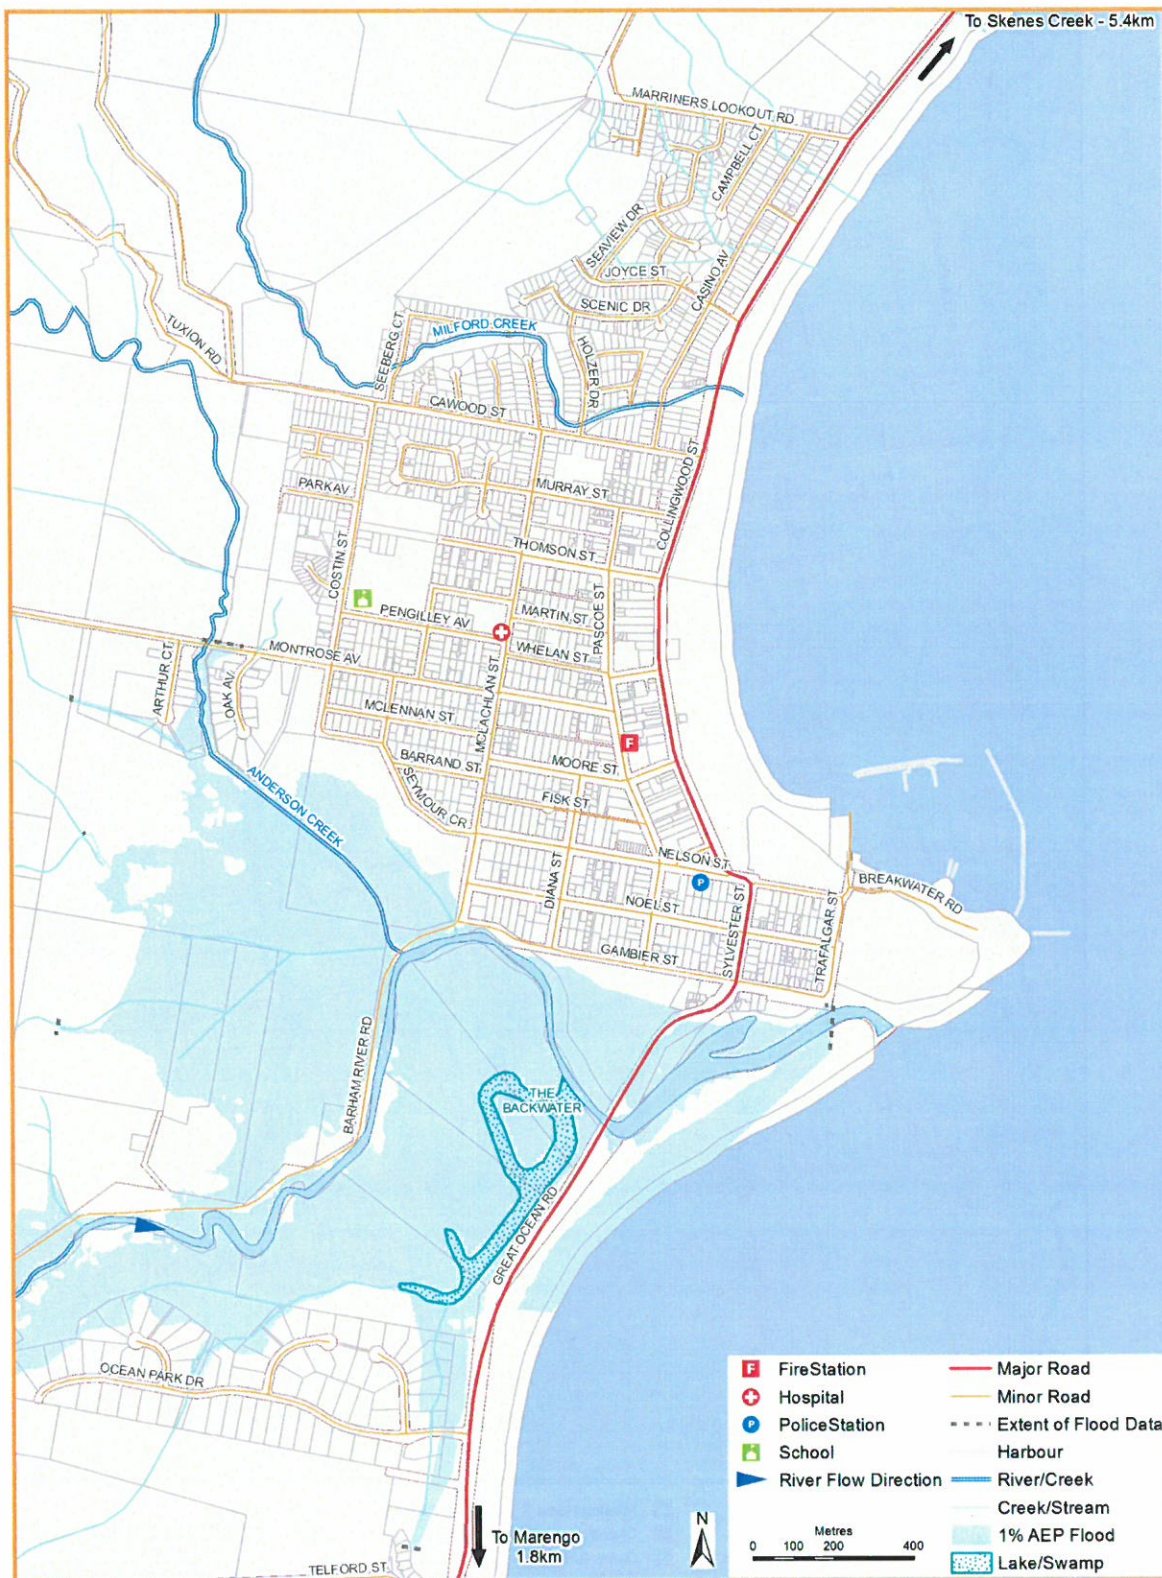 To Skenes Creek - 5.4km
MARRINERS LOOKOUT RD
CAMPBELL CT
SEAVIEW DR
JOYCE ST
CASINO AV
SCENIC DR
TUXION RD
SEEBERG CT
MILFORD CREEK
HOLZER DR
CAWOOD ST
COLLINGWOOD ST
PARK AV
MURRAY ST
THOMSON ST
COSTIN ST
PENGILLEY AV
MARTIN ST
PASCOE ST
WHELAN ST
MONTROSE AV
ARTHUR CT
OAK AV
MCLACHLAN ST
MCLENNAN ST
F
BARRAND ST
MOORE ST
SEYMOUR CR
FISK ST
ANDERSON CREEK
NELSON ST
P
DIANA ST
NOEL ST
SYLVESTER ST
BREAKWATER RD
TRAFALGAR ST
GAMBIER ST
BARHAM RIVER RD
THE
BACKWATER
GREAT OCEAN RD
OCEAN PARK DR
To Marengo
1.8km
TELFORD ST
N
F FireStation
Hospital
P PoliceStation
School
River Flow Direction
Metres
0 100 200 400
Major Road
Minor Road
Extent of Flood Data
Harbour
River/Creek
Creek/Stream
1% AEP Flood
Lake/Swamp